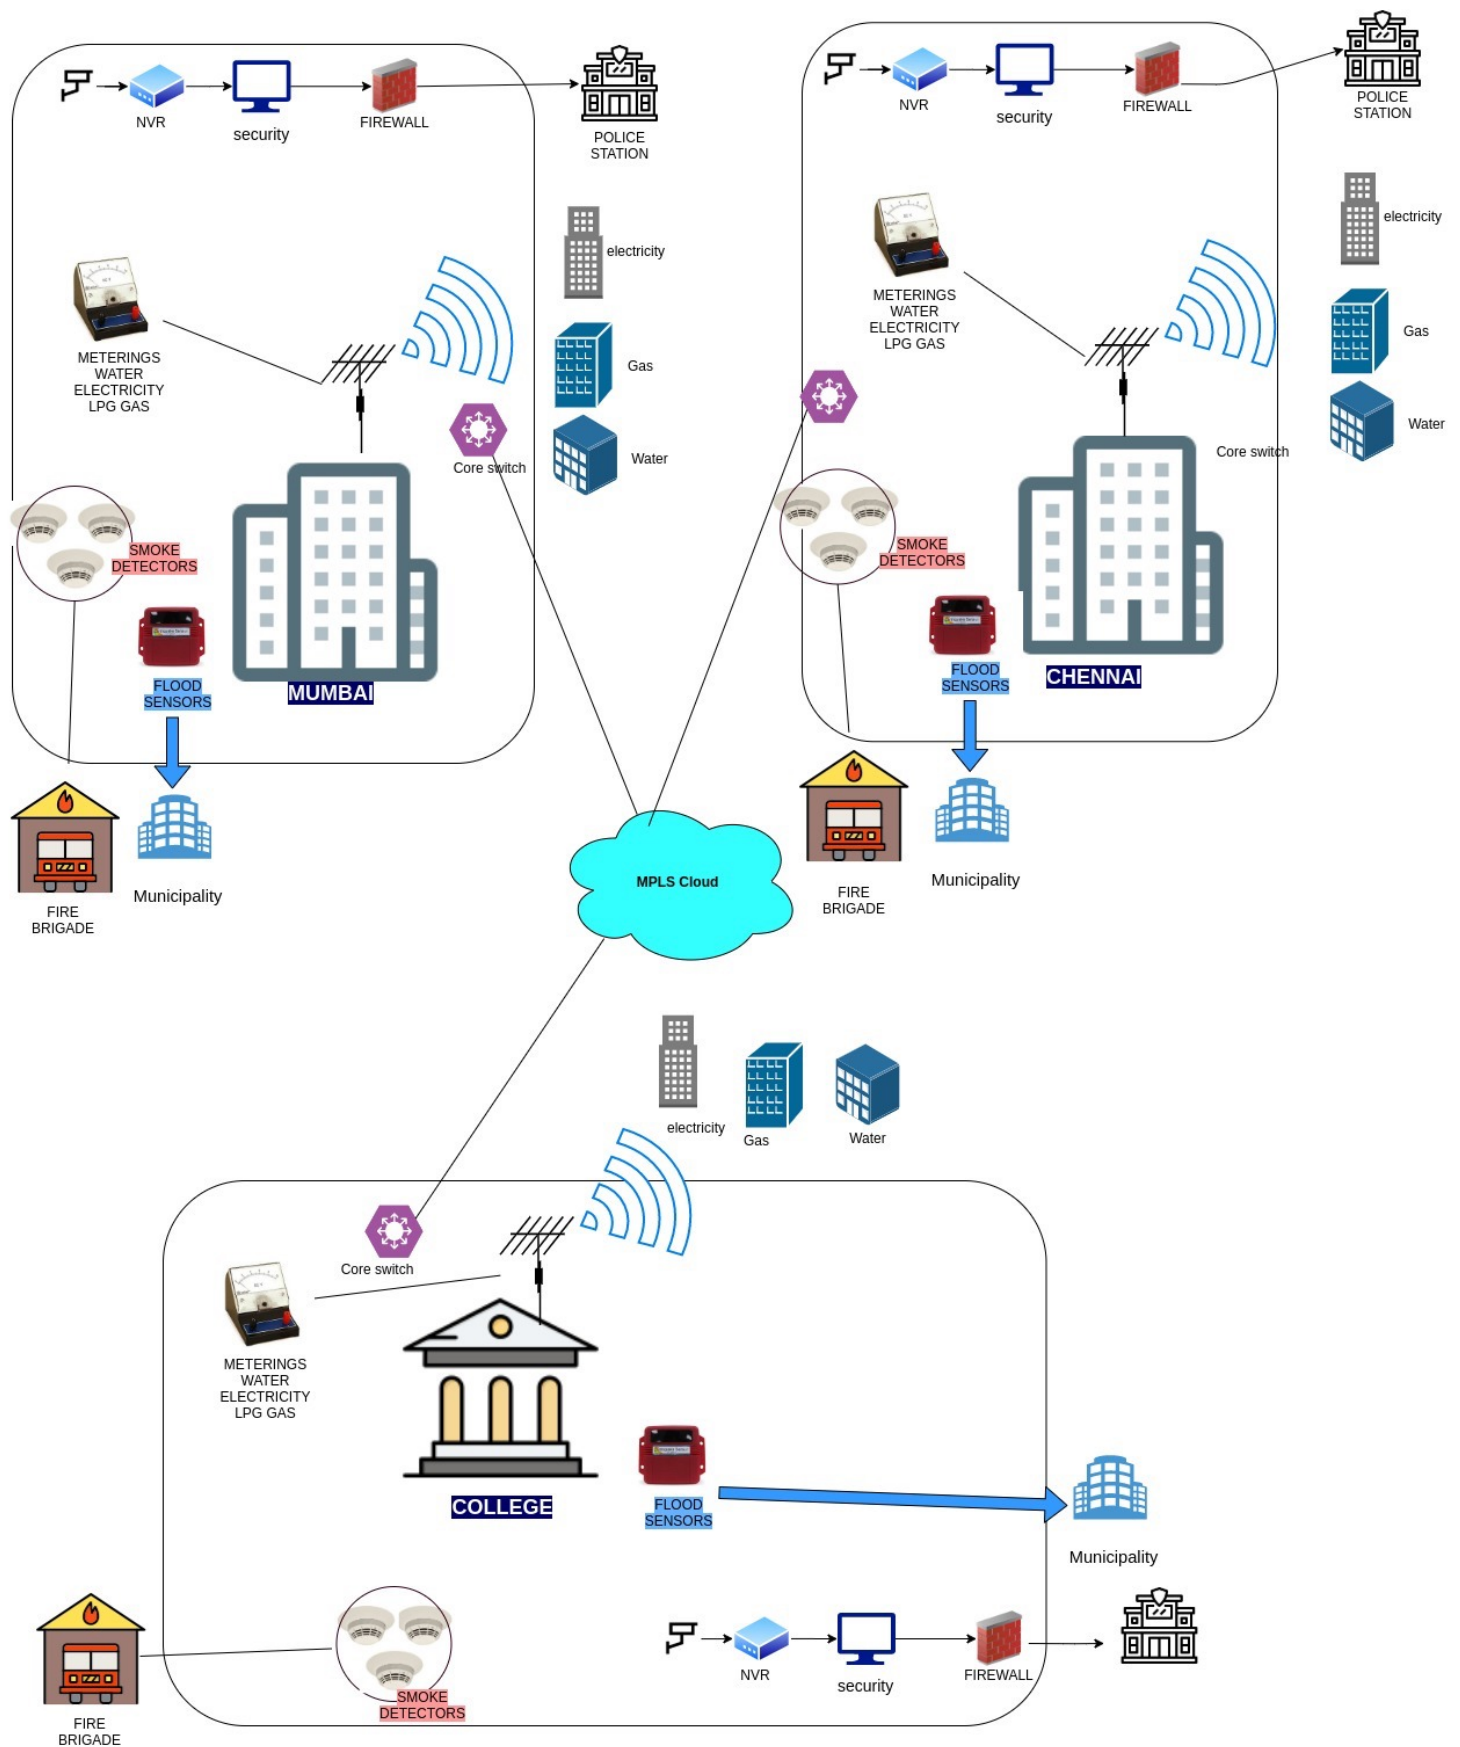 NVR
security
FIREWALL
POLICE
STATION
NVR
security
FIREWALL
POLICE
STATION
METERINGS
WATER
ELECTRICITY
LPG GAS
electricity
Gas
Water
Core switch
SMOKE
DETECTORS
FLOOD
SENSORS
MUMBAI
FIRE
BRIGADE
Municipality
METERINGS
WATER
ELECTRICITY
LPG GAS
electricity
Gas
Water
Core switch
SMOKE
DETECTORS
FLOOD
SENSORS
CHENNAI
FIRE
BRIGADE
Municipality
MPLS Cloud
electricity
Gas
Water
Core switch
METERINGS
WATER
ELECTRICITY
LPG GAS
COLLEGE
FLOOD
SENSORS
Municipality
NVR
security
FIREWALL
SMOKE
DETECTORS
FIRE
BRIGADE